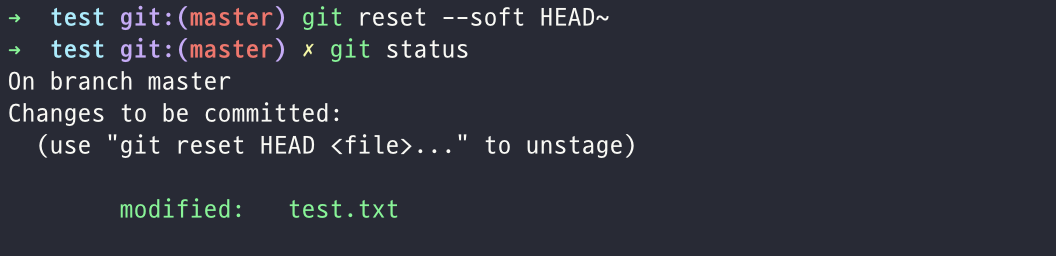 → test git:(master) git reset --soft HEAD~
→ test git:(master) ✗ git status
On branch master
Changes to be committed:
  (use "git reset HEAD <file>..." to unstage)

        modified:   test.txt